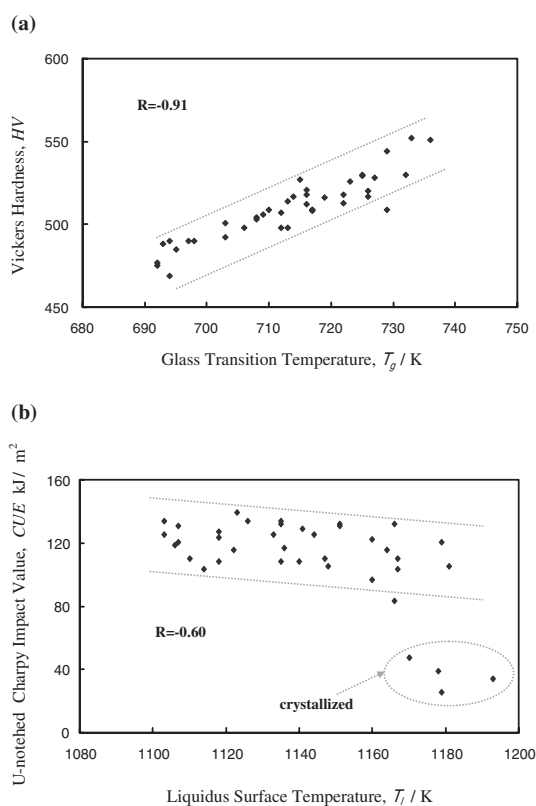 (a)
600
R=-0.91
550
500
450
Vickers Hardness, HV
680 690 700 710 720 730 740 750
Glass Transition Temperature, Tg / K
(b)
160
120
80
R=-0.60
40
crystallized
0
U-notehed Charpy Impact Value, CUE kJ / m²
1080 1100 1120 1140 1160 1180 1200
Liquidus Surface Temperature, Tl / K